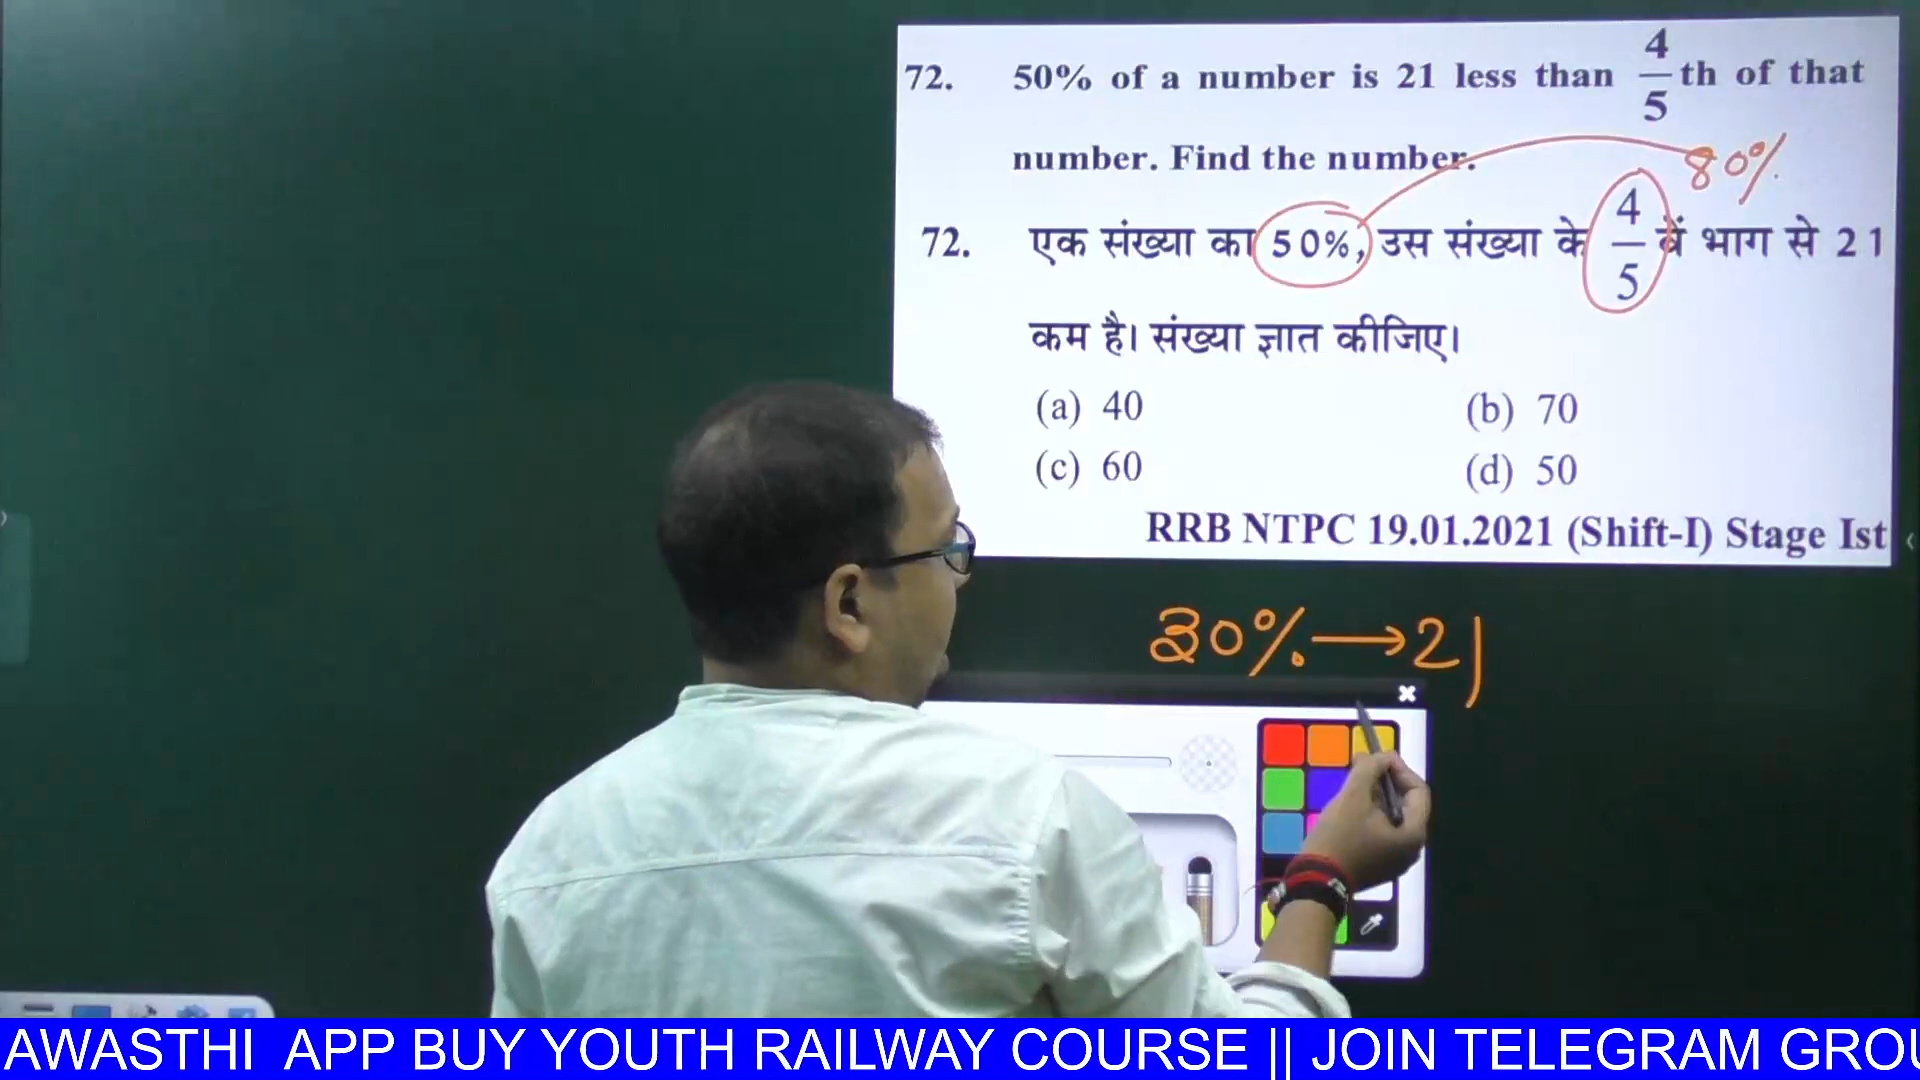 72. 50% of a number is 21 less than 4/5 th of that
number. Find the number.
80%
72. एक संख्या का 50%, उस संख्या के 4/5 वें भाग से 21
कम है। संख्या ज्ञात कीजिए।
(a) 40 (b) 70
(c) 60 (d) 50
RRB NTPC 19.01.2021 (Shift-I) Stage Ist
30% → 21
AWASTHI APP BUY YOUTH RAILWAY COURSE || JOIN TELEGRAM GROU